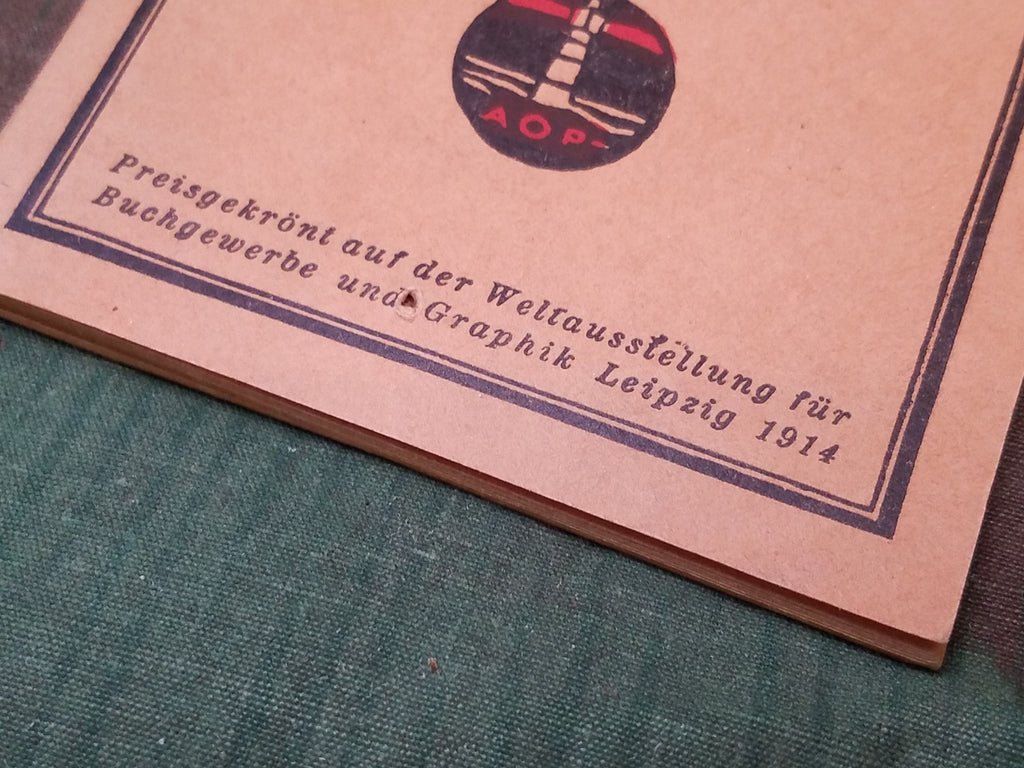 AOP
Preisgekrönt auf der Weltausstellung für
Buchgewerbe und Graphik Leipzig 1914